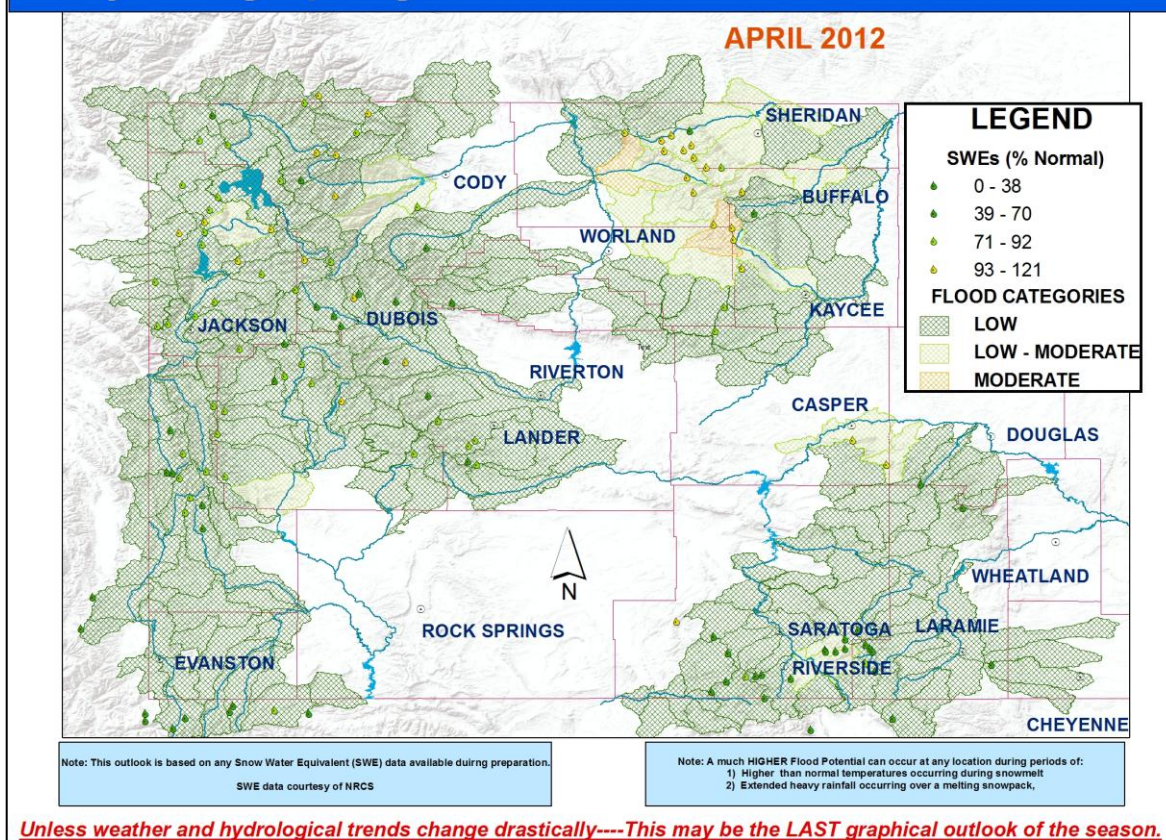 APRIL 2012
SHERIDAN
CODY
BUFFALO
WORLAND
KAYCEE
JACKSON
DUBOIS
RIVERTON
CASPER
LANDER
DOUGLAS
WHEATLAND
N
ROCK SPRINGS
SARATOGA
LARAMIE
EVANSTON
RIVERSIDE
CHEYENNE
LEGEND
SWEs (% Normal)
0 - 38
39 - 70
71 - 92
93 - 121
FLOOD CATEGORIES
LOW
LOW - MODERATE
MODERATE
Note: This outlook is based on any Snow Water Equivalent (SWE) data available duirng preparation.
SWE data courtesy of NRCS
Note: A much HIGHER Flood Potential can occur at any location during periods of:
1) Higher than normal temperatures occurring during snowmelt
2) Extended heavy rainfall occurring over a melting snowpack,
Unless weather and hydrological trends change drastically----This may be the LAST graphical outlook of the season.